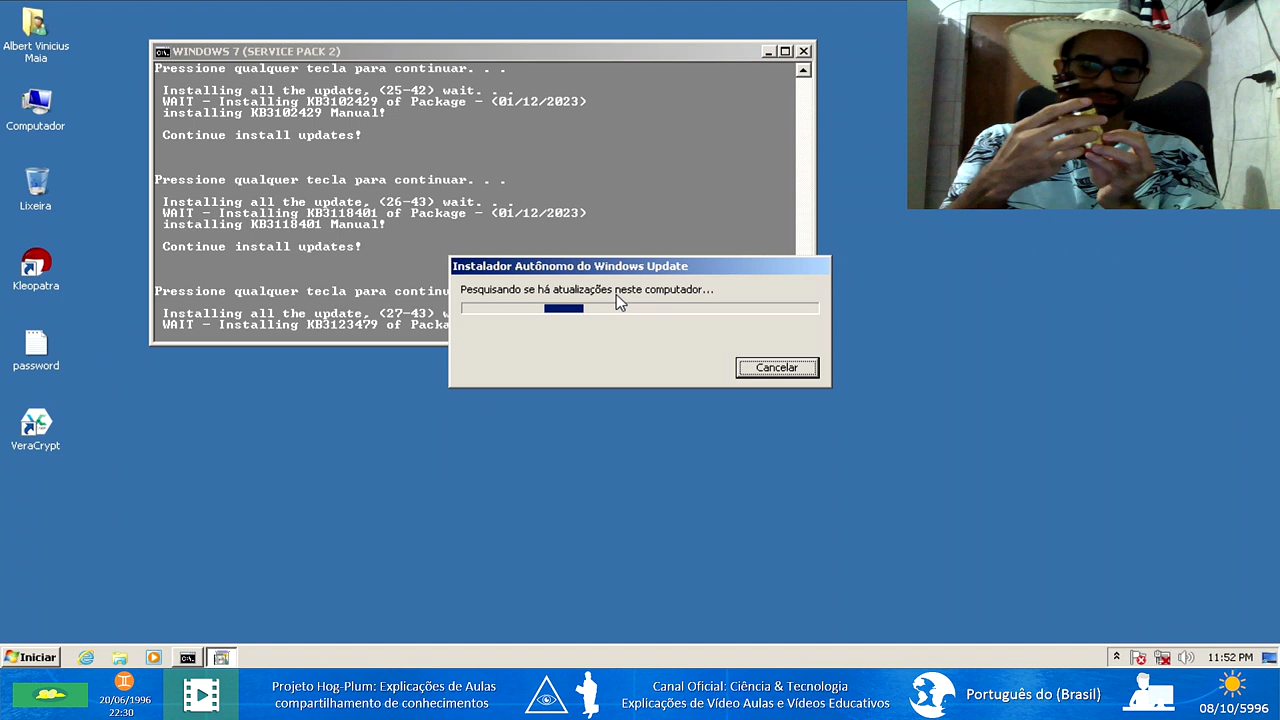 Albert Vinicius
Maia
Computador
Lixeira
Kleopatra
password
VeraCrypt
WINDOWS 7 (SERVICE PACK 2)
Pressione qualquer tecla para continuar. . .
Installing all the update, (25-42) wait. . .
WAIT - Installing KB3102429 of Package - (01/12/2023)
installing KB3102429 Manual!
Continue install updates!
Pressione qualquer tecla para continuar. . .
Installing all the update, (26-43) wait. . .
WAIT - Installing KB3118401 of Package - (01/12/2023)
installing KB3118401 Manual!
Continue install updates!
Pressione qualquer tecla para continu
Installing all the update, (27-43) w
WAIT - Installing KB3123479 of Packa
Instalador Autônomo do Windows Update
Pesquisando se há atualizações neste computador...
Cancelar
Iniciar
11:52 PM
20/06/1996
22:30
Projeto Hog-Plum: Explicações de Aulas
compartilhamento de conhecimentos
Canal Oficial: Ciência & Tecnologia
Explicações de Vídeo Aulas e Vídeos Educativos
Português do (Brasil)
08/10/5996